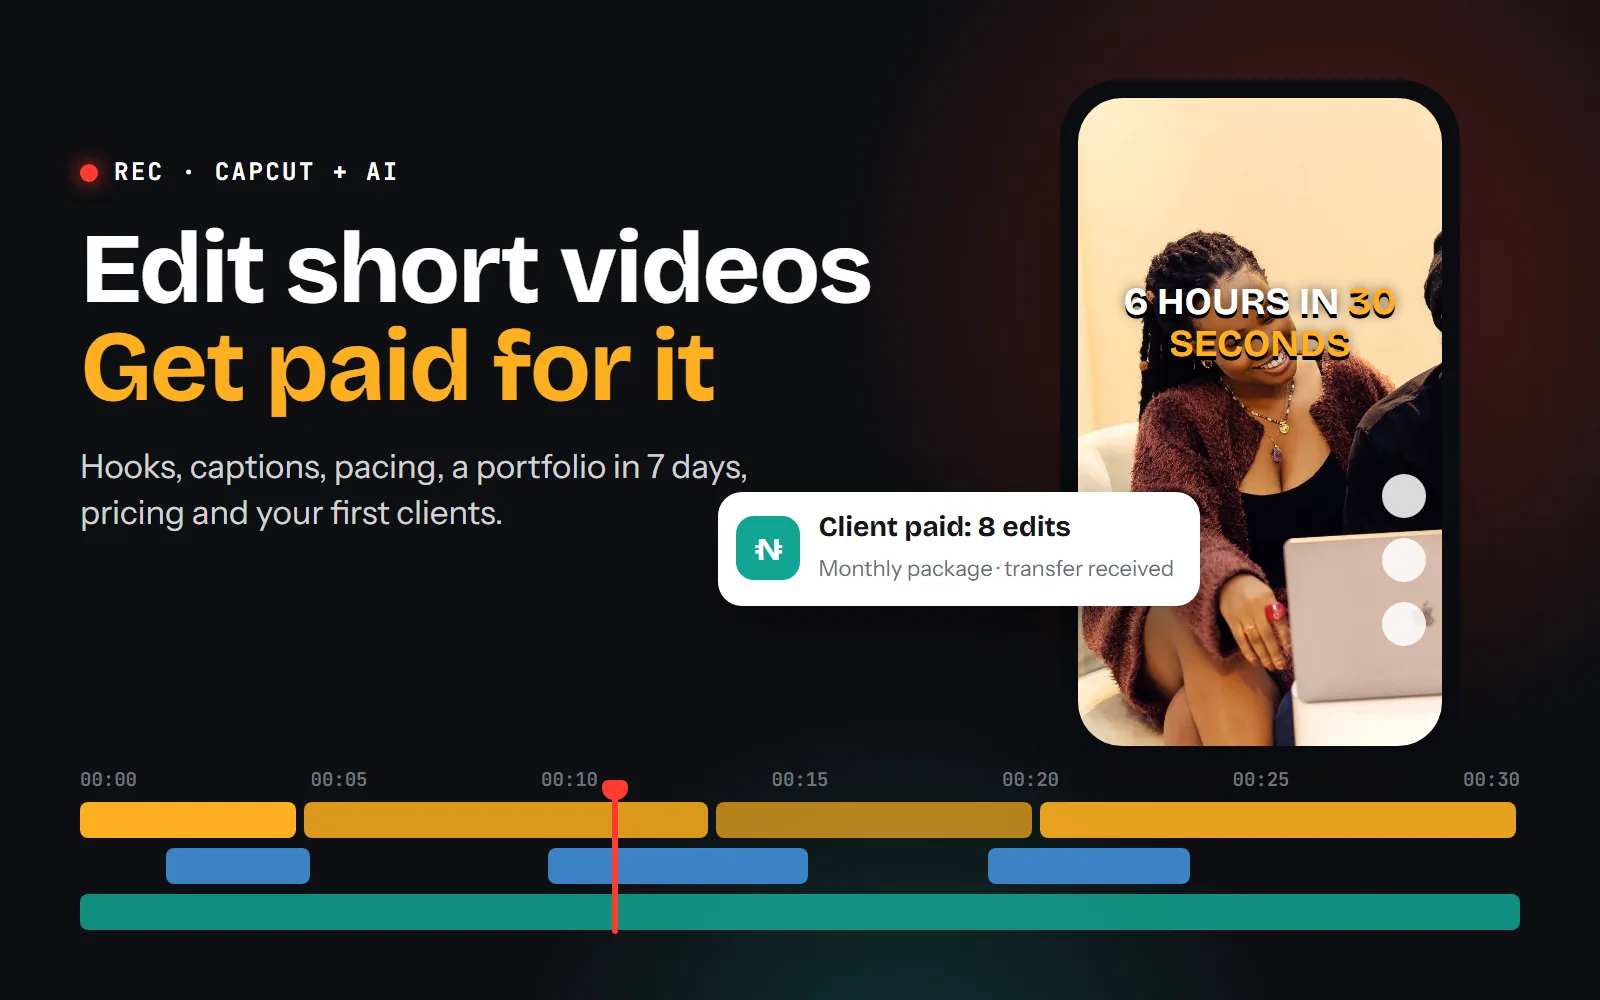 REC · CAPCUT + AI
Edit short videos
Get paid for it
Hooks, captions, pacing, a portfolio in 7 days,
pricing and your first clients.
6 HOURS IN 30
SECONDS
₦
Client paid: 8 edits
Monthly package · transfer received
00:00 00:05 00:10 00:15 00:20 00:25 00:30